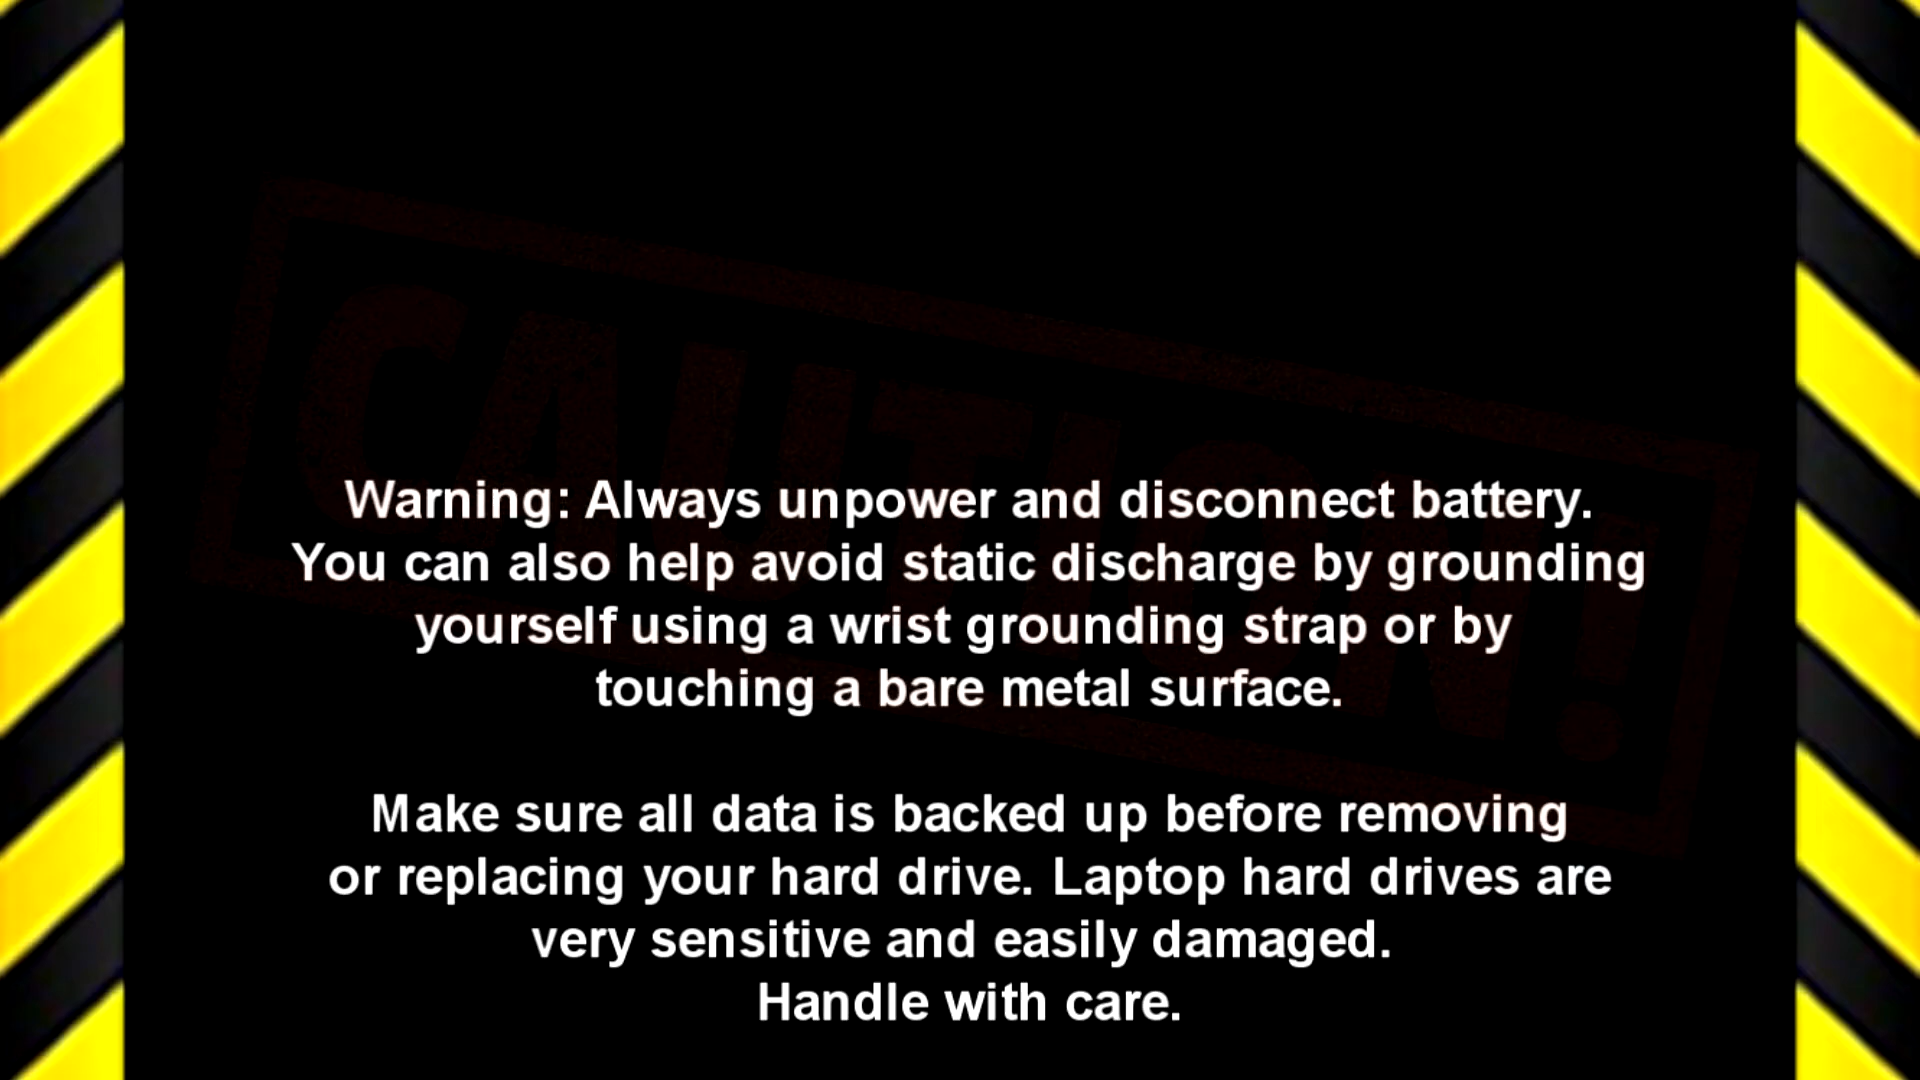 CAUTION!
Warning: Always unpower and disconnect battery.
You can also help avoid static discharge by grounding
yourself using a wrist grounding strap or by
touching a bare metal surface.
Make sure all data is backed up before removing
or replacing your hard drive. Laptop hard drives are
very sensitive and easily damaged.
Handle with care.